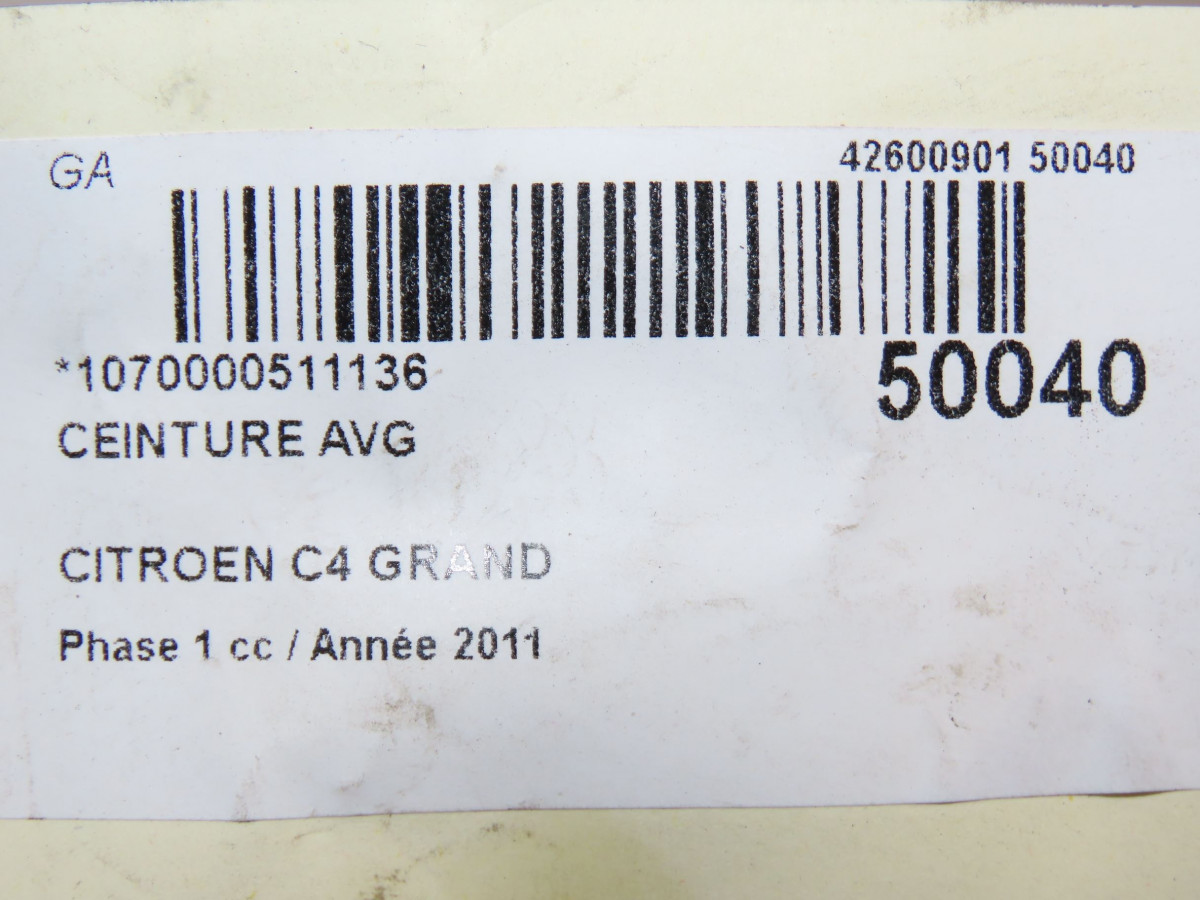 GA
42600901 50040
*1070000511136
50040
CEINTURE AVG
CITROEN C4 GRAND
Phase 1 cc / Année 2011